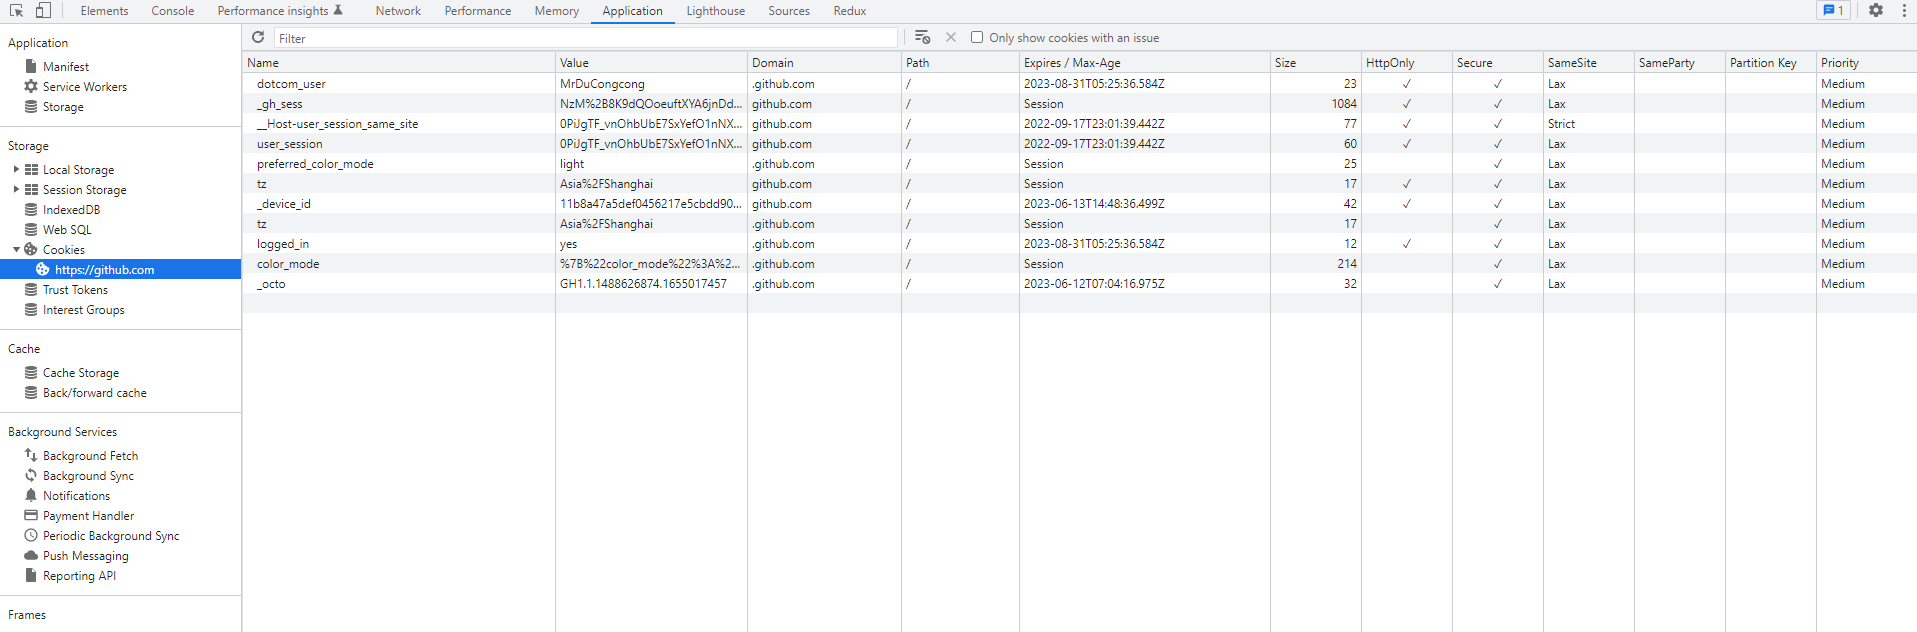 Elements Console Performance insights Network Performance Memory Application Lighthouse Sources Redux 1
Application
Manifest
Service Workers
Storage
Storage
Local Storage
Session Storage
IndexedDB
Web SQL
Cookies
https://github.com
Trust Tokens
Interest Groups
Cache
Cache Storage
Back/forward cache
Background Services
Background Fetch
Background Sync
Notifications
Payment Handler
Periodic Background Sync
Push Messaging
Reporting API
Frames
Filter Only show cookies with an issue
Name Value Domain Path Expires / Max-Age Size HttpOnly Secure SameSite SameParty Partition Key Priority
dotcom_user MrDuCongcong .github.com / 2023-08-31T05:25:36.584Z 23 ✓ ✓ Lax Medium
_gh_sess NzM%2B8K9dQOoeuftXYA6jnDd... github.com / Session 1084 ✓ ✓ Lax Medium
__Host-user_session_same_site 0PiJgTF_vnOhbUbE7SxYefO1nNX... github.com / 2022-09-17T23:01:39.442Z 77 ✓ ✓ Strict Medium
user_session 0PiJgTF_vnOhbUbE7SxYefO1nNX... github.com / 2022-09-17T23:01:39.442Z 60 ✓ ✓ Lax Medium
preferred_color_mode light .github.com / Session 25 ✓ Lax Medium
tz Asia%2FShanghai github.com / Session 17 ✓ ✓ Lax Medium
_device_id 11b8a47a5def0456217e5cbdd90... github.com / 2023-06-13T14:48:36.499Z 42 ✓ ✓ Lax Medium
tz Asia%2FShanghai .github.com / Session 17 ✓ Lax Medium
logged_in yes .github.com / 2023-08-31T05:25:36.584Z 12 ✓ ✓ Lax Medium
color_mode %7B%22color_mode%22%3A%2... .github.com / Session 214 ✓ Lax Medium
_octo GH1.1.1488626874.1655017457 .github.com / 2023-06-12T07:04:16.975Z 32 ✓ Lax Medium